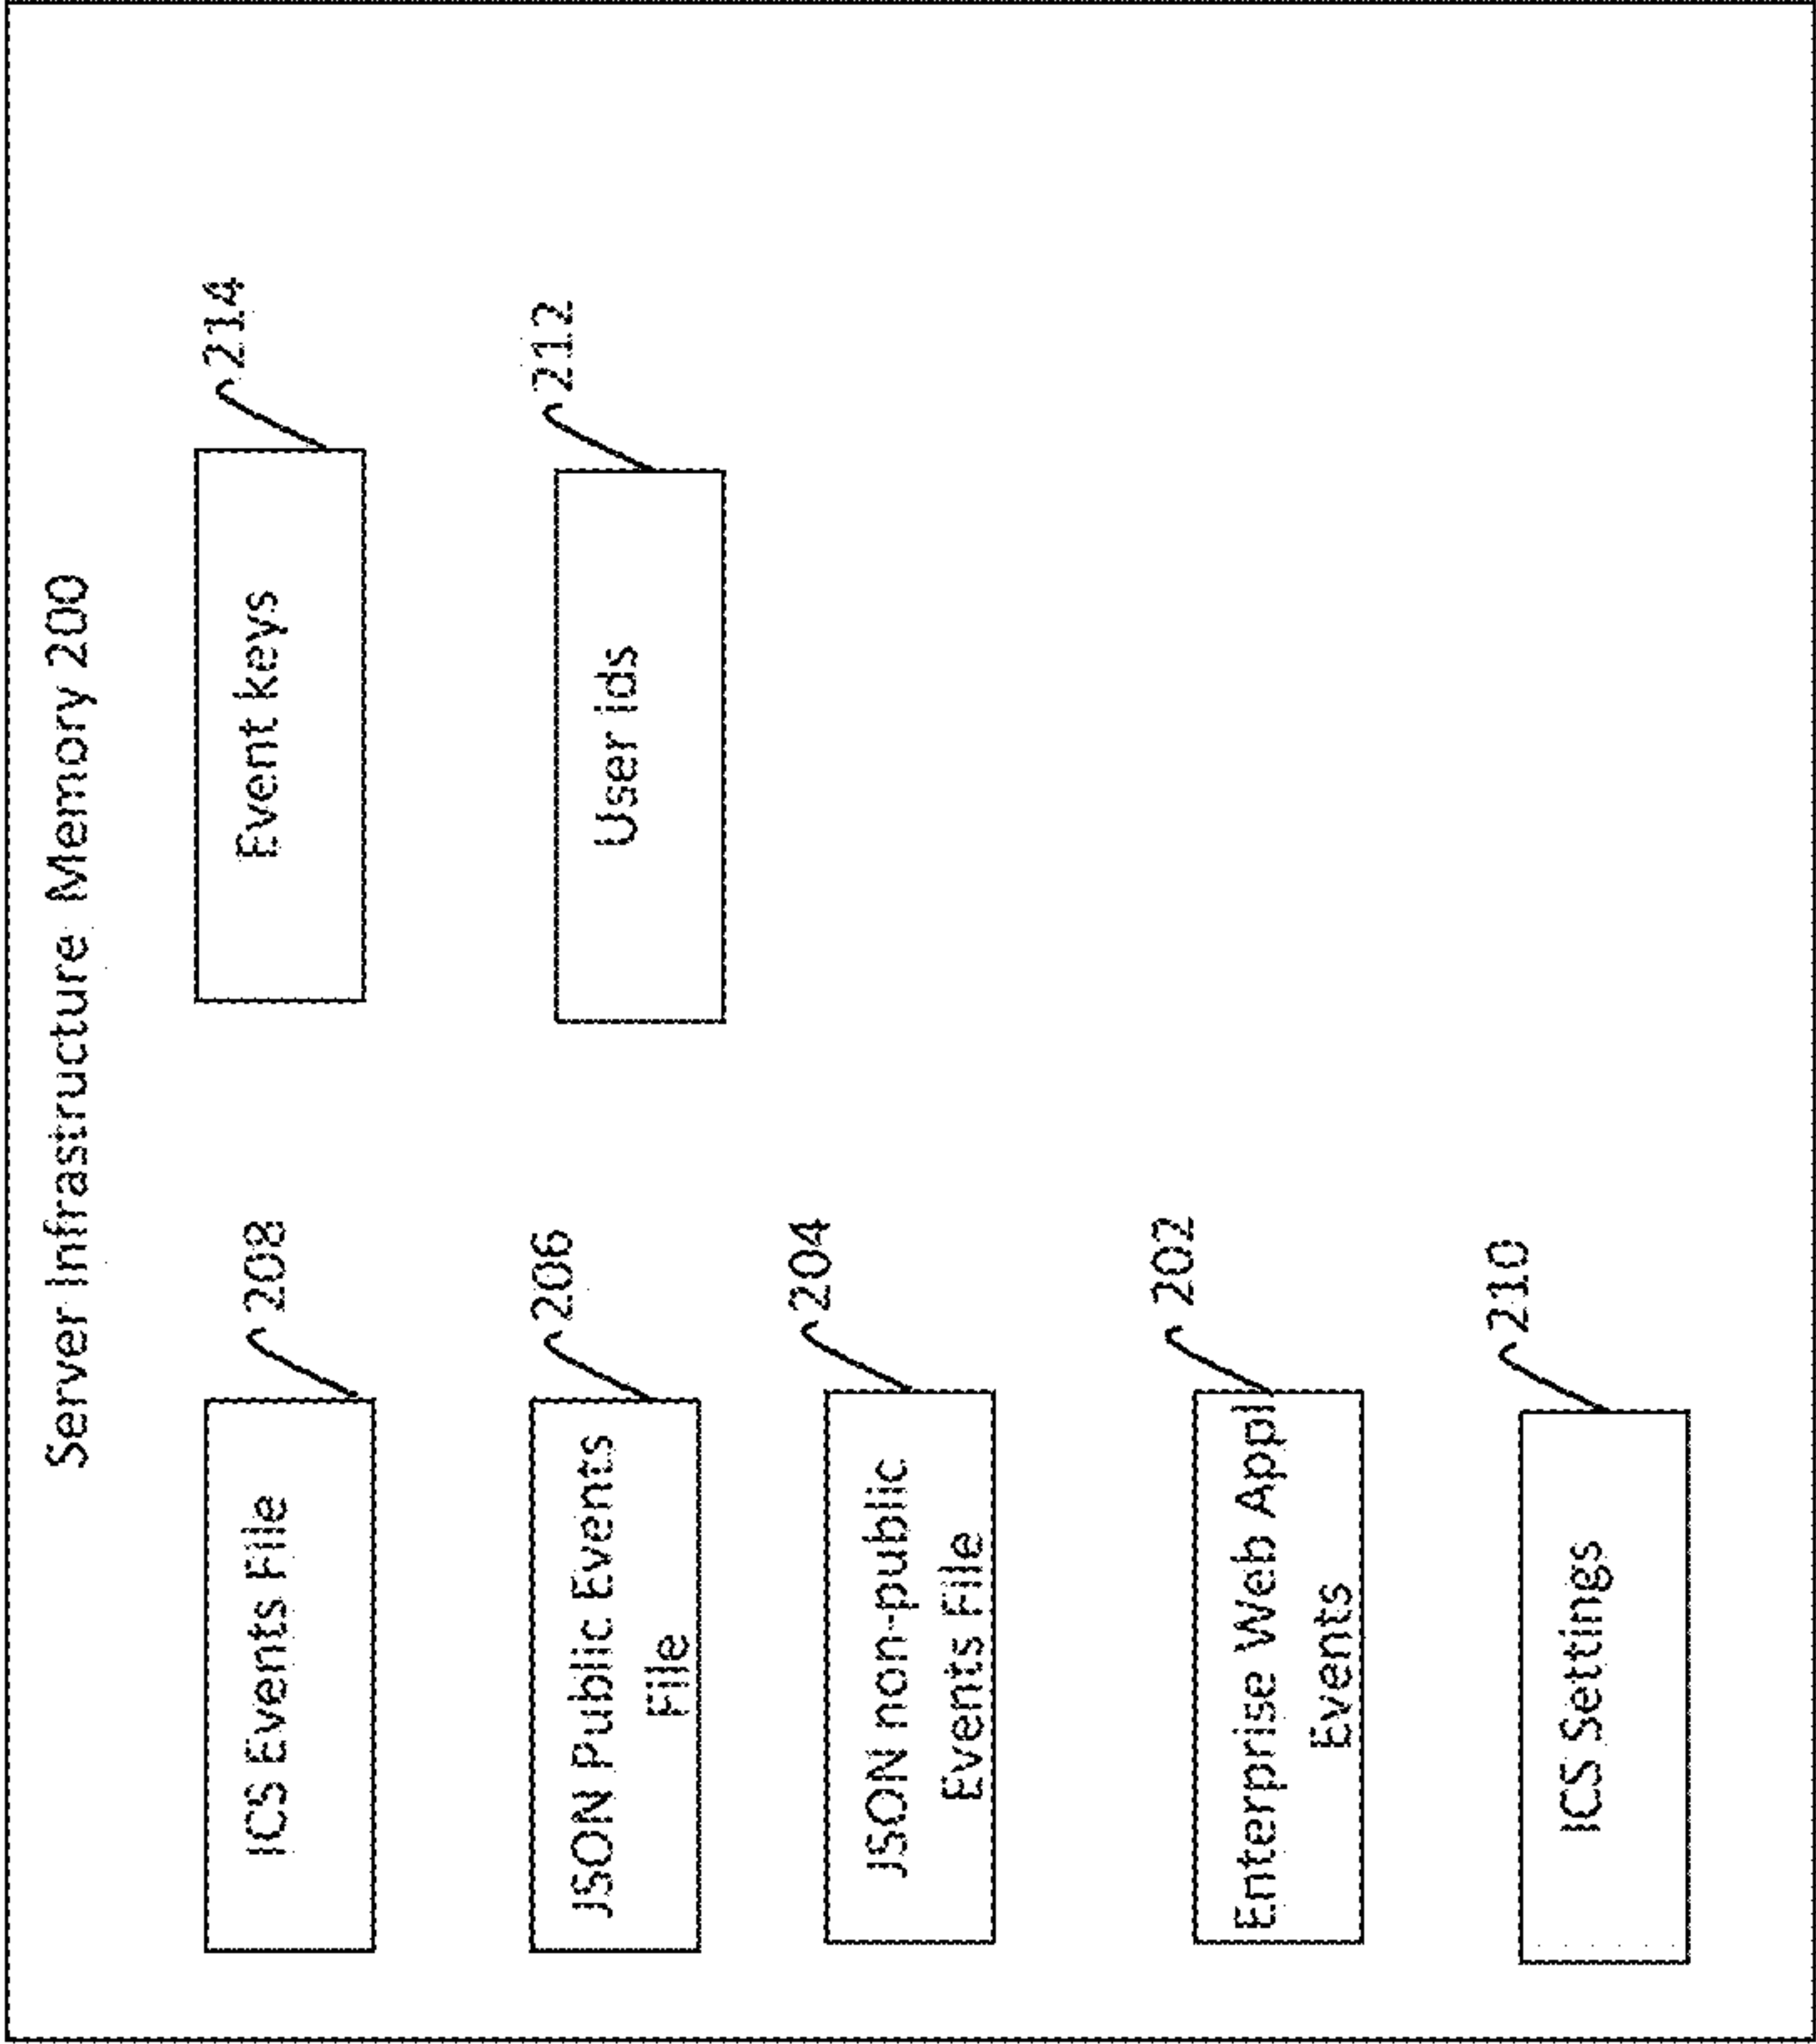 Server Infrastructure Memory 200
ICS Events File
208
Event keys
214
JSON Public Events
File
206
User ids
212
JSON non-public
Events File
204
Enterprise Web Appl
Events
202
ICS Settings
210